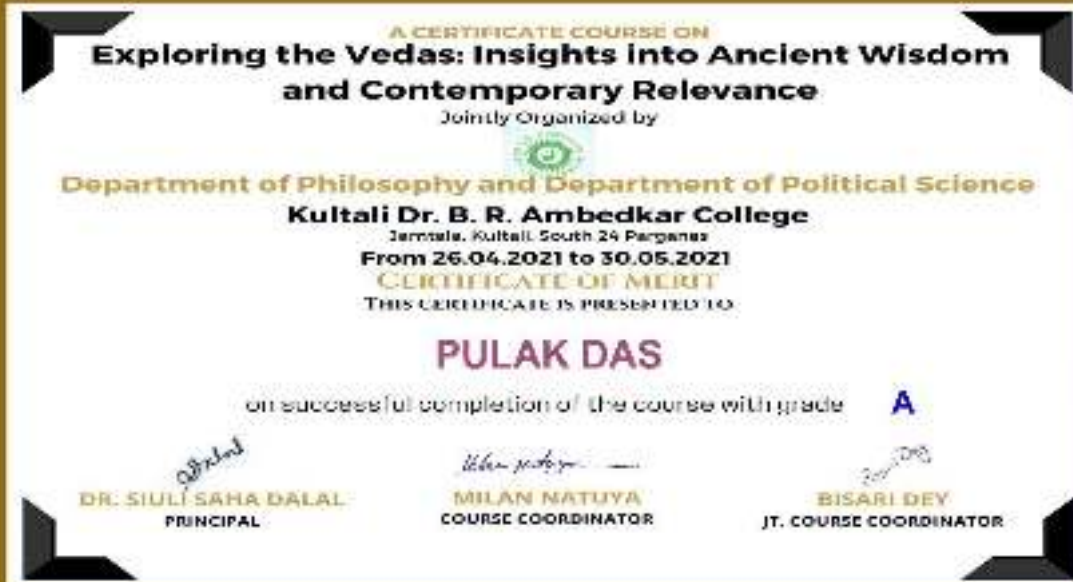 A CERTIFICATE COURSE ON
Exploring the Vedas: Insights into Ancient Wisdom
and Contemporary Relevance
Jointly Organized by
Department of Philosophy and Department of Political Science
Kultali Dr. B. R. Ambedkar College
Jamtala, Kultali, South 24 Parganas
From 26.04.2021 to 30.05.2021
CERTIFICATE OF MERIT
THIS CERTIFICATE IS PRESENTED TO
PULAK DAS
on successful completion of the course with grade A
DR. SIULI SAHA DALAL MILAN NATUYA BISARI DEY
PRINCIPAL COURSE COORDINATOR JT. COURSE COORDINATOR